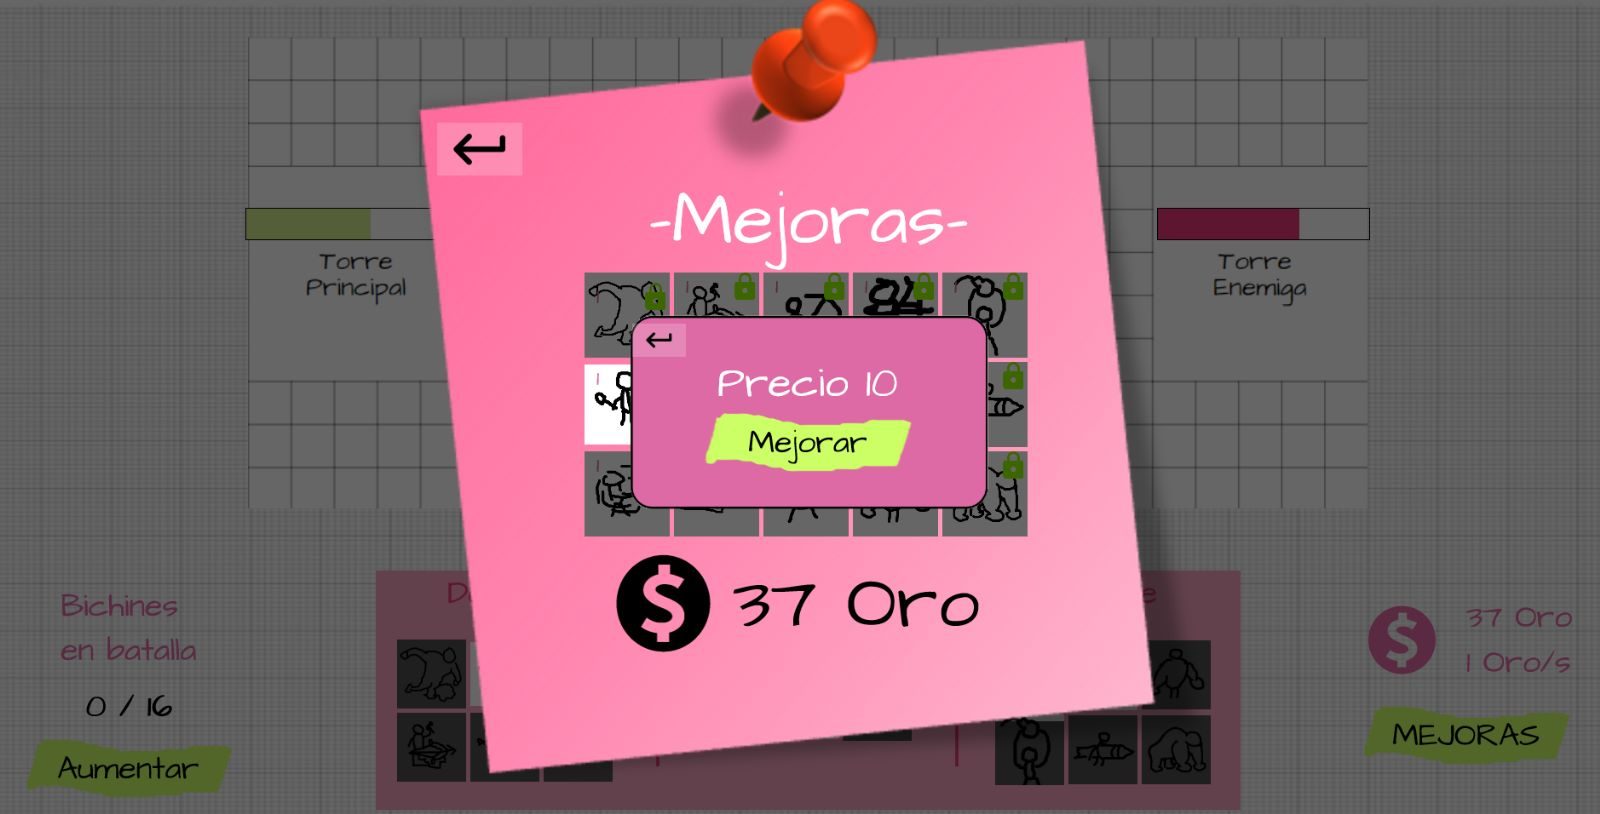 -Mejoras-
Torre
Principal
Torre
Enemiga
Precio 10
Mejorar
$ 37 Oro
Bichines
en batalla
0 / 16
Aumentar
$ 37 Oro
1 Oro/s
MEJORAS